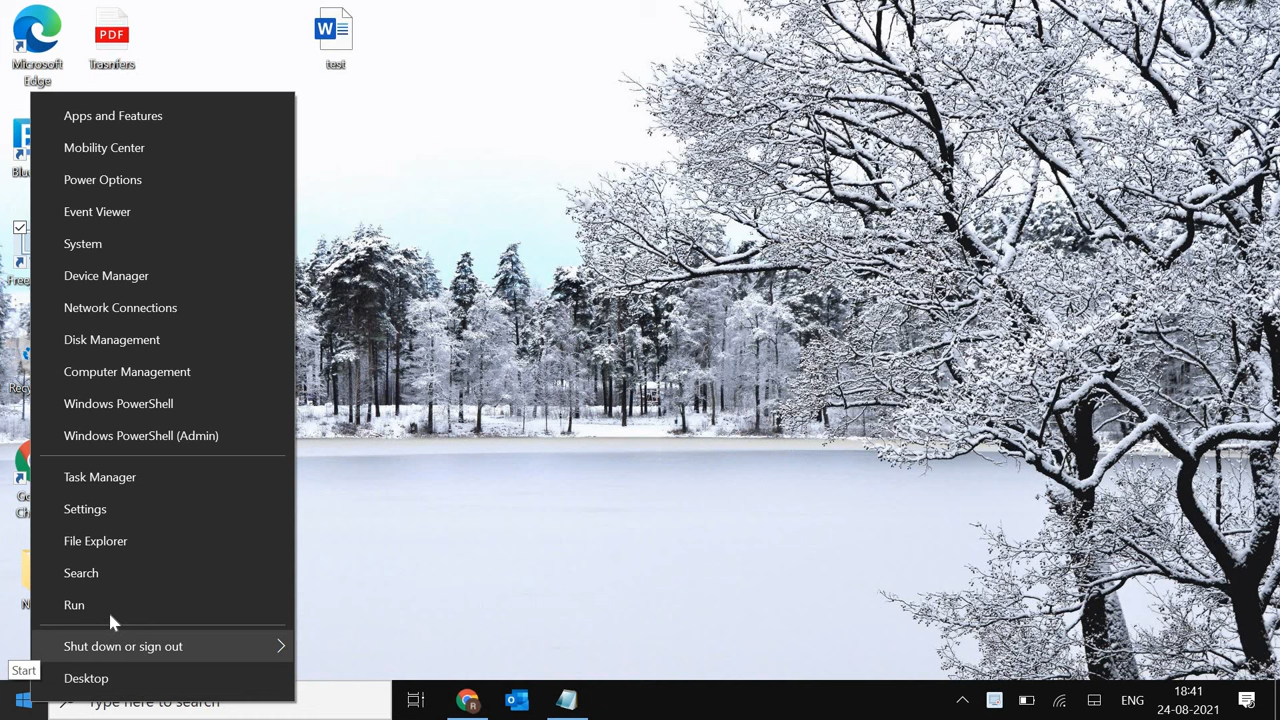 Microsoft
Edge
PDF
Trasnfers
W
test
Apps and Features
Mobility Center
Power Options
Event Viewer
System
Device Manager
Network Connections
Disk Management
Computer Management
Windows PowerShell
Windows PowerShell (Admin)
Task Manager
Settings
File Explorer
Search
Run
Shut down or sign out
Desktop
Start
Type here to search
ENG
18:41
24-08-2021